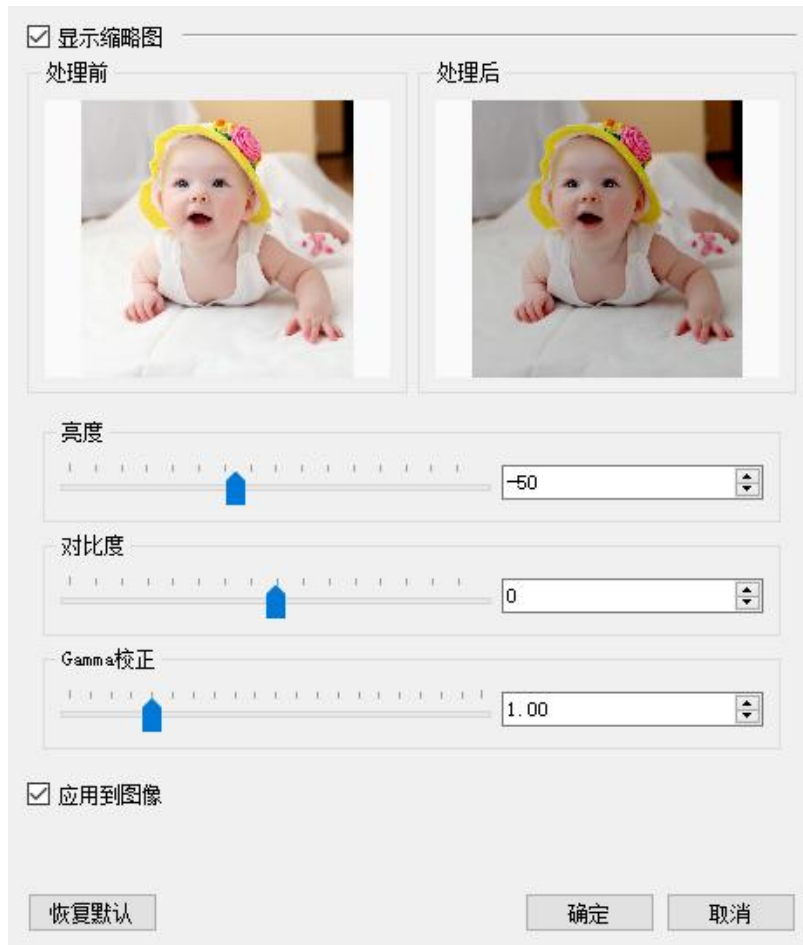 显示缩略图
处理前
处理后
亮度
-50
对比度
0
Gamma校正
1.00
应用到图像
恢复默认
确定
取消